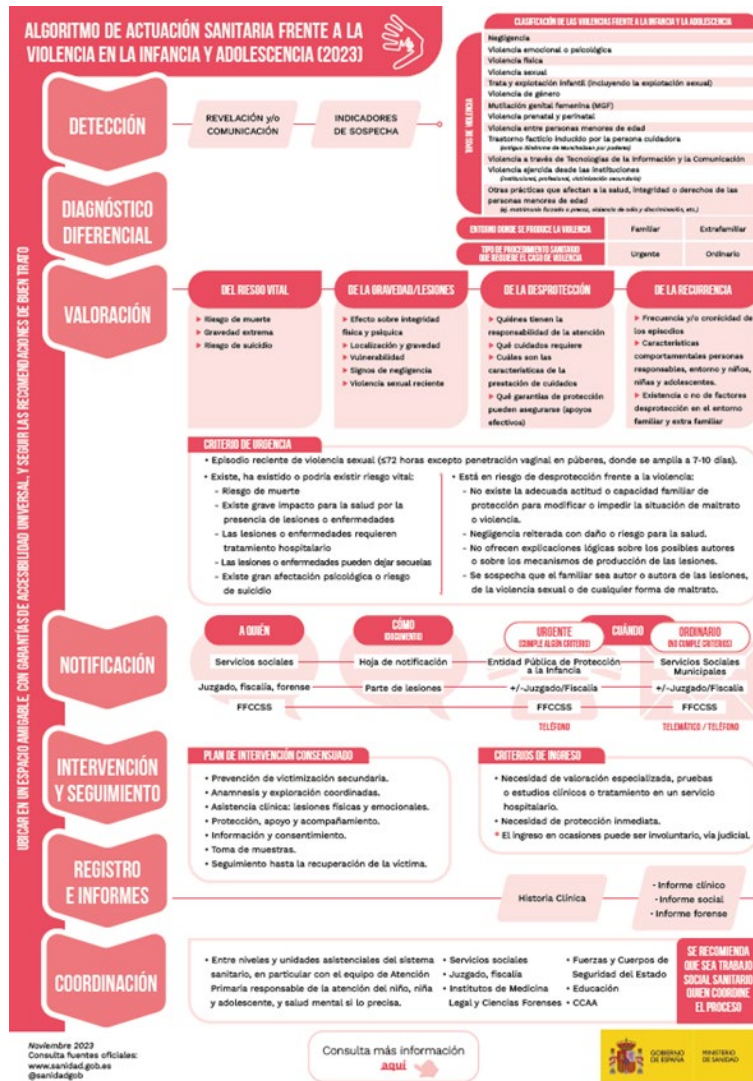 ALGORITMO DE ACTUACIÓN SANITARIA FRENTE A LA
VIOLENCIA EN LA INFANCIA Y ADOLESCENCIA (2023)
CLASIFICACIÓN DE LAS VIOLENCIAS FRENTE A LA INFANCIA Y LA ADOLESCENCIA
TIPOS DE VIOLENCIA
Negligencia
Violencia emocional o psicológica
Violencia física
Violencia sexual
Trata y explotación infantil (incluyendo la explotación sexual)
Violencia de género
Mutilación genital femenina (MGF)
Violencia prenatal y perinatal
Violencia entre personas menores de edad
Trastorno facticio inducido por la persona cuidadora
(antiguo Síndrome de Munchaüsen por poderes)
Violencia a través de Tecnologías de la Información y la Comunicación
Violencia ejercida desde las instituciones
(institucional, profesional, victimización secundaria)
Otras prácticas que afectan a la salud, integridad o derechos de las
personas menores de edad
(ej. matrimonio forzado o precoz, violencia de odio y discriminación, etc.)
ENTORNO DONDE SE PRODUCE LA VIOLENCIA
Familiar
Extrafamiliar
TIPO DE PROCEDIMIENTO SANITARIO
QUE REQUIERE EL CASO DE VIOLENCIA
Urgente
Ordinario
UBICAR EN UN ESPACIO AMIGABLE, CON GARANTÍAS DE ACCESIBILIDAD UNIVERSAL, Y SEGUIR LAS RECOMENDACIONES DE BUEN TRATO
DETECCIÓN
REVELACIÓN y/o
COMUNICACIÓN
INDICADORES
DE SOSPECHA
DIAGNÓSTICO
DIFERENCIAL
VALORACIÓN
DEL RIESGO VITAL
▶ Riesgo de muerte
▶ Gravedad extrema
▶ Riesgo de suicidio
DE LA GRAVEDAD/LESIONES
▶ Efecto sobre integridad
física y psíquica
▶ Localización y gravedad
▶ Vulnerabilidad
▶ Signos de negligencia
▶ Violencia sexual reciente
DE LA DESPROTECCIÓN
▶ Quiénes tienen la
responsabilidad de la atención
▶ Qué cuidados requiere
▶ Cuáles son las
características de la
prestación de cuidados
▶ Qué garantías de protección
pueden asegurarse (apoyos
efectivos)
DE LA RECURRENCIA
▶ Frecuencia y/o cronicidad de
los episodios
▶ Características
comportamentales personas
responsables, entorno y niños,
niñas y adolescentes.
▶ Existencia o no de factores
desprotección en el entorno
familiar y extra familiar
CRITERIO DE URGENCIA
• Episodio reciente de violencia sexual (≤72 horas excepto penetración vaginal en púberes, donde se amplía a 7-10 días).
• Existe, ha existido o podría existir riesgo vital:
- Riesgo de muerte
- Existe grave impacto para la salud por la
presencia de lesiones o enfermedades
- Las lesiones o enfermedades requieren
tratamiento hospitalario
- Las lesiones o enfermedades pueden dejar secuelas
- Existe gran afectación psicológica o riesgo
de suicidio
• Está en riesgo de desprotección frente a la violencia:
- No existe la adecuada actitud o capacidad familiar de
protección para modificar o impedir la situación de maltrato
o violencia.
- Negligencia reiterada con daño o riesgo para la salud.
- No ofrecen explicaciones lógicas sobre los posibles autores
o sobre los mecanismos de producción de las lesiones.
- Se sospecha que el familiar sea autor o autora de las lesiones,
de la violencia sexual o de cualquier forma de maltrato.
NOTIFICACIÓN
A QUIÉN
Servicios sociales
Juzgado, fiscalía, forense
FFCCSS
CÓMO
(DOCUMENTO)
Hoja de notificación
Parte de lesiones
CUÁNDO
URGENTE
(CUMPLE ALGÚN CRITERIO)
Entidad Pública de Protección
a la Infancia
+/-Juzgado/Fiscalía
FFCCSS
TELÉFONO
ORDINARIO
(NO CUMPLE CRITERIOS)
Servicios Sociales
Municipales
+/-Juzgado/Fiscalía
FFCCSS
TELEMÁTICO / TELÉFONO
INTERVENCIÓN
Y SEGUIMIENTO
PLAN DE INTERVENCIÓN CONSENSUADO
• Prevención de victimización secundaria.
• Anamnesis y exploración coordinadas.
• Asistencia clínica: lesiones físicas y emocionales.
• Protección, apoyo y acompañamiento.
• Información y consentimiento.
• Toma de muestras.
• Seguimiento hasta la recuperación de la víctima.
CRITERIOS DE INGRESO
• Necesidad de valoración especializada, pruebas
o estudios clínicos o tratamiento en un servicio
hospitalario.
• Necesidad de protección inmediata.
* El ingreso en ocasiones puede ser involuntario, vía judicial.
REGISTRO
E INFORMES
Historia Clínica
• Informe clínico
• Informe social
• Informe forense
COORDINACIÓN
• Entre niveles y unidades asistenciales del sistema
sanitario, en particular con el equipo de Atención
Primaria responsable de la atención del niño, niña
y adolescente, y salud mental si lo precisa.
• Servicios sociales
• Juzgado, fiscalía
• Institutos de Medicina
Legal y Ciencias Forenses
• Fuerzas y Cuerpos de
Seguridad del Estado
• Educación
• CCAA
SE RECOMIENDA
QUE SEA TRABAJO
SOCIAL SANITARIO
QUIEN COORDINE
EL PROCESO
Noviembre 2023
Consulta fuentes oficiales:
www.sanidad.gob.es
@sanidadgob
Consulta más información
aquí
GOBIERNO
DE ESPAÑA
MINISTERIO
DE SANIDAD